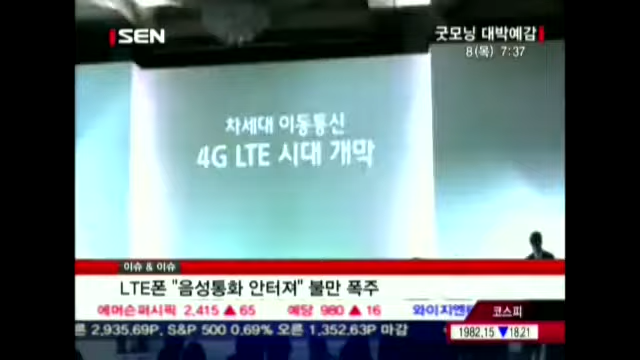 SEN
굿모닝 대박예감
8(목) 7:37
차세대 이동통신
4G LTE 시대 개막
이슈 & 이슈
LTE폰 "음성통화 안터져" 불만 폭주
에머슨퍼시픽 2,415 ▲65 예당 980 ▲16 와이지엔
코스피
른 2,935,69P, S&P 500 0.69% 오른 1,352,63P 마감
1982.15 ▼18.21